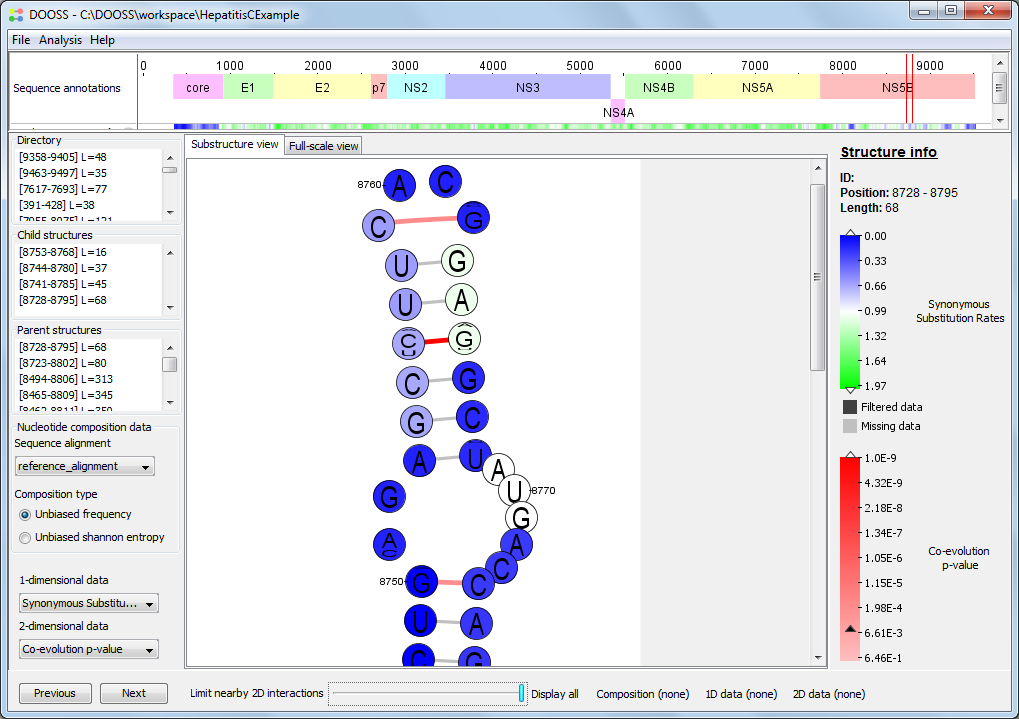 DOOSS - C:\DOOSS\workspace\HepatitisCExample
File Analysis Help
Sequence annotations
0 1000 2000 3000 4000 5000 6000 7000 8000 9000
core E1 E2 p7 NS2 NS3 NS4B NS5A NS5B
NS4A
Directory
[9358-9405] L=48
[9463-9497] L=35
[7617-7693] L=77
[391-428] L=38
[7955-8075] L=121
Child structures
[8753-8768] L=16
[8744-8780] L=37
[8741-8785] L=45
[8728-8795] L=68
Parent structures
[8728-8795] L=68
[8723-8802] L=80
[8494-8806] L=313
[8465-8809] L=345
[8462-8811] L=350
Nucleotide composition data
Sequence alignment
reference_alignment
Composition type
Unbiased frequency
Unbiased shannon entropy
1-dimensional data
Synonymous Substitu...
2-dimensional data
Co-evolution p-value
Substructure view Full-scale view
8760 A C
C G
U G
U A
C U G
C G
G C
A U A
G U 8770
G
A C A
C
8750 G C
U A
C G
Structure info
ID:
Position: 8728 - 8795
Length: 68
0.00
0.33
0.66
0.99
1.32
1.64
1.97
Synonymous
Substitution Rates
Filtered data
Missing data
1.0E-9
4.32E-9
2.18E-8
1.34E-7
1.05E-6
1.15E-5
1.98E-4
6.61E-3
6.46E-1
Co-evolution
p-value
Previous Next Limit nearby 2D interactions Display all Composition (none) 1D data (none) 2D data (none)